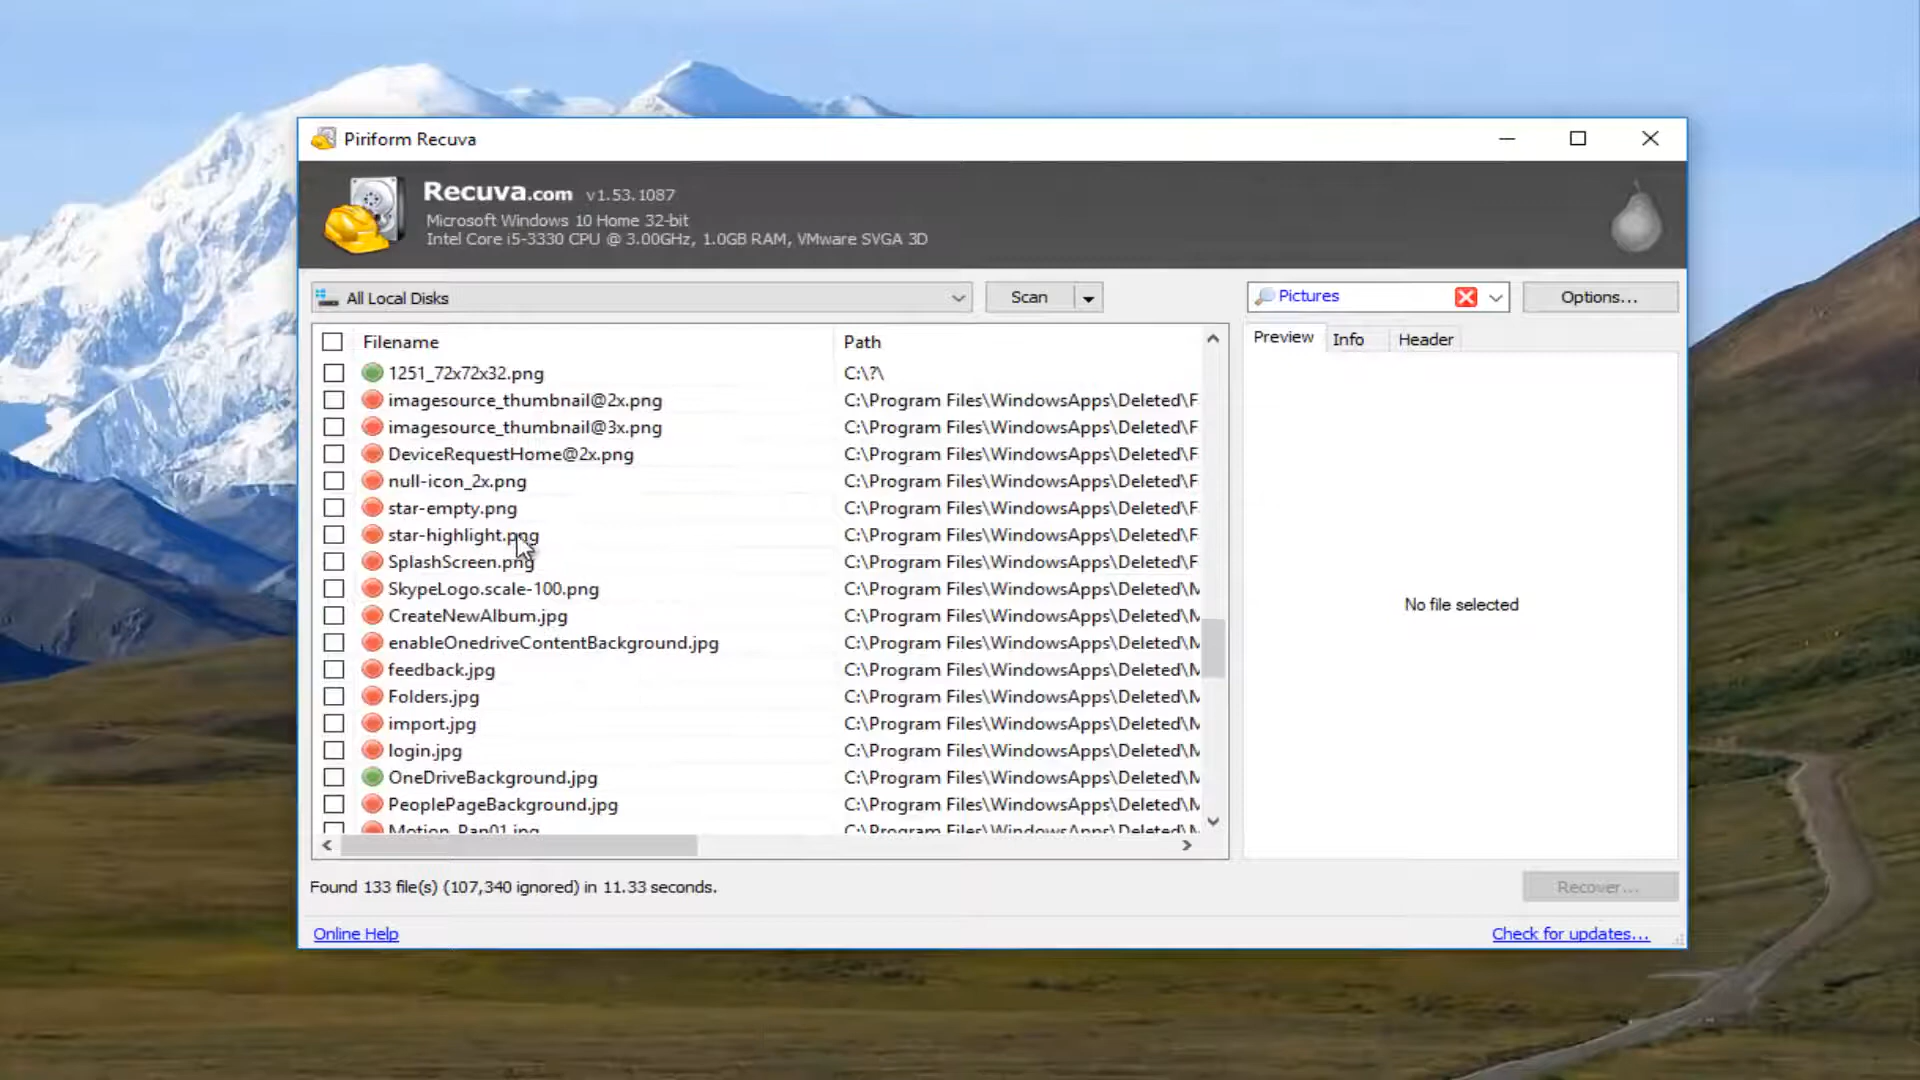 Piriform Recuva
Recuva.com v1.53.1087
Microsoft Windows 10 Home 32-bit
Intel Core i5-3330 CPU @ 3.00GHz, 1.0GB RAM, VMware SVGA 3D
All Local Disks
Scan
Pictures
Options...
Filename Path
Preview Info Header
1251_72x72x32.png C:\?\
imagesource_thumbnail@2x.png C:\Program Files\WindowsApps\Deleted\F
imagesource_thumbnail@3x.png C:\Program Files\WindowsApps\Deleted\F
DeviceRequestHome@2x.png C:\Program Files\WindowsApps\Deleted\F
null-icon_2x.png C:\Program Files\WindowsApps\Deleted\F
star-empty.png C:\Program Files\WindowsApps\Deleted\F
star-highlight.png C:\Program Files\WindowsApps\Deleted\F
SplashScreen.png C:\Program Files\WindowsApps\Deleted\F
SkypeLogo.scale-100.png C:\Program Files\WindowsApps\Deleted\M
CreateNewAlbum.jpg C:\Program Files\WindowsApps\Deleted\M
enableOnedriveContentBackground.jpg C:\Program Files\WindowsApps\Deleted\M
feedback.jpg C:\Program Files\WindowsApps\Deleted\M
Folders.jpg C:\Program Files\WindowsApps\Deleted\M
import.jpg C:\Program Files\WindowsApps\Deleted\M
login.jpg C:\Program Files\WindowsApps\Deleted\M
OneDriveBackground.jpg C:\Program Files\WindowsApps\Deleted\M
PeoplePageBackground.jpg C:\Program Files\WindowsApps\Deleted\M
Motion_Pan01.jpg C:\Program Files\WindowsApps\Deleted\M
No file selected
Found 133 file(s) (107,340 ignored) in 11.33 seconds.
Recover...
Online Help
Check for updates...